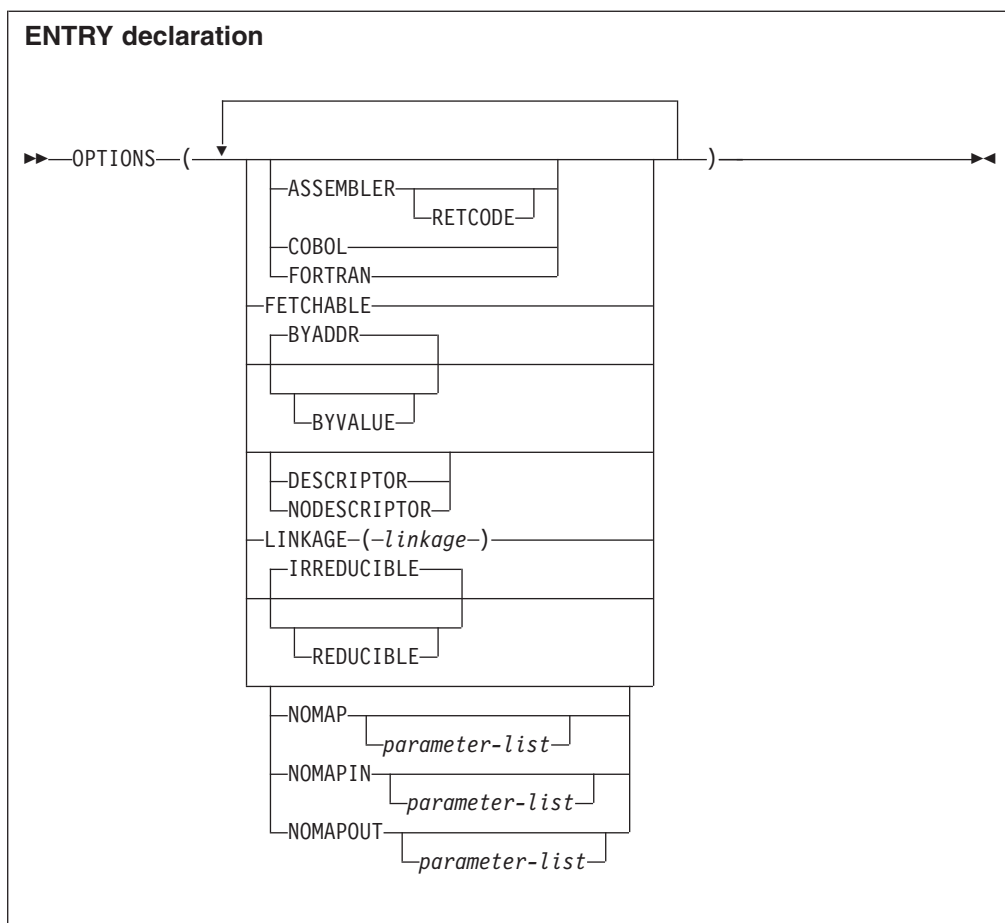 ENTRY declaration
OPTIONS ( )
ASSEMBLER
RETCODE
COBOL
FORTRAN
FETCHABLE
BYADDR
BYVALUE
DESCRIPTOR
NODESCRIPTOR
LINKAGE (linkage)
IRREDUCIBLE
REDUCIBLE
NOMAP
parameter-list
NOMAPIN
parameter-list
NOMAPOUT
parameter-list